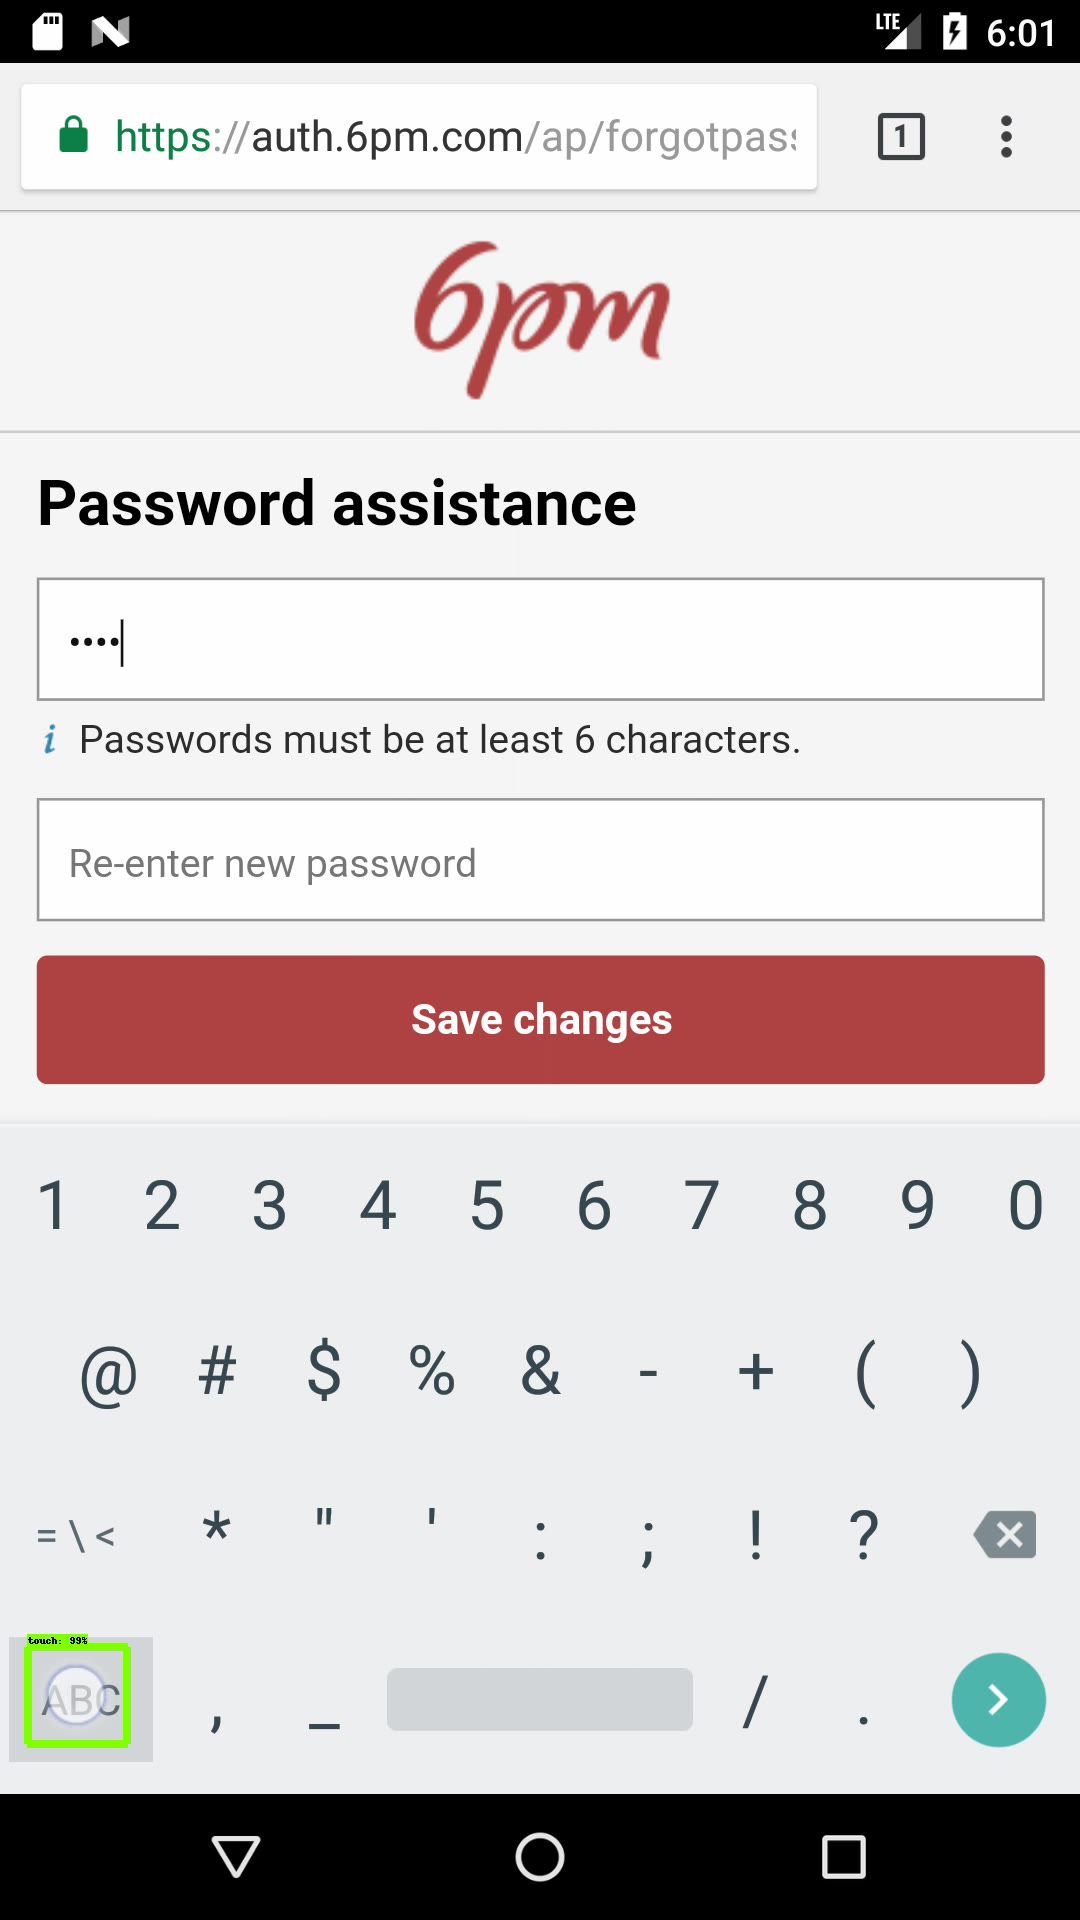 LTE 6:01
https://auth.6pm.com/ap/forgotpass
1
6pm
Password assistance
••••
i Passwords must be at least 6 characters.
Re-enter new password
Save changes
1 2 3 4 5 6 7 8 9 0
@ # $ % & - + ( )
= \ < * " ' : ; ! ?
touch: 99%
ABC , _ / .